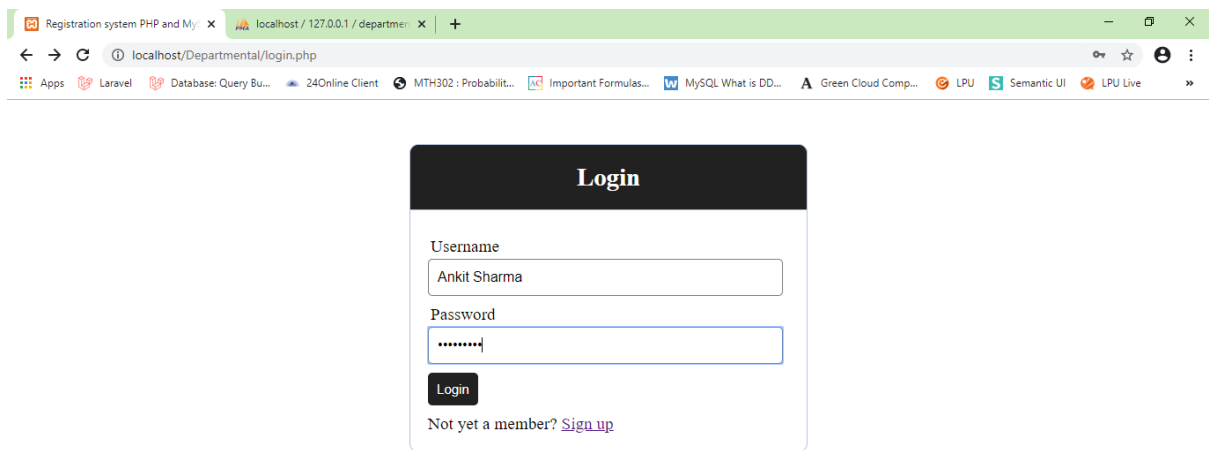 Registration system PHP and My
localhost / 127.0.0.1 / departmen
localhost/Departmental/login.php
Apps Laravel Database: Query Bu... 24Online Client MTH302 : Probabilit... AC Important Formulas... W MySQL What is DD... A Green Cloud Comp... G LPU S Semantic UI LPU Live »
Login
Username
Ankit Sharma
Password
•••••••••
Login
Not yet a member? Sign up